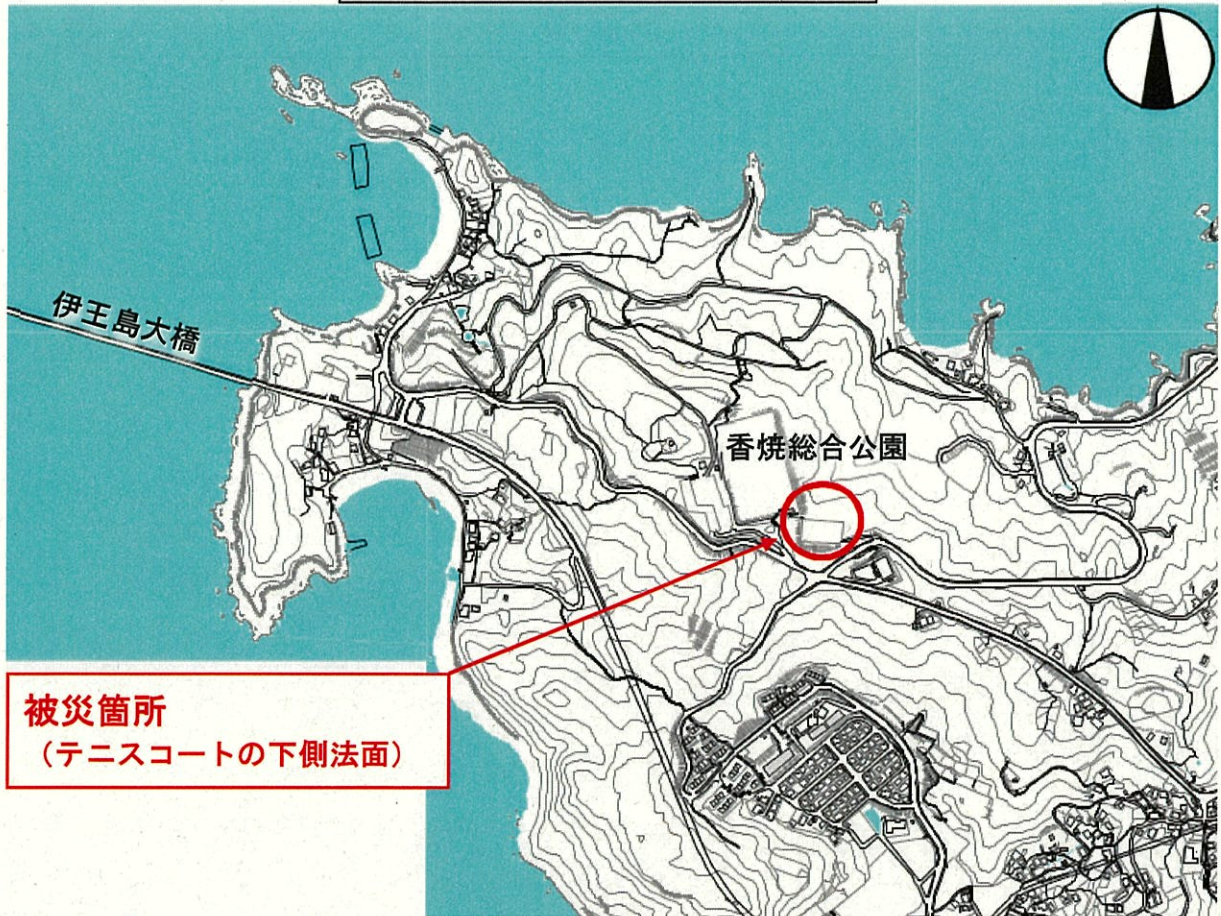 伊王島大橋
香焼総合公園
被災箇所
（テニスコートの下側法面）